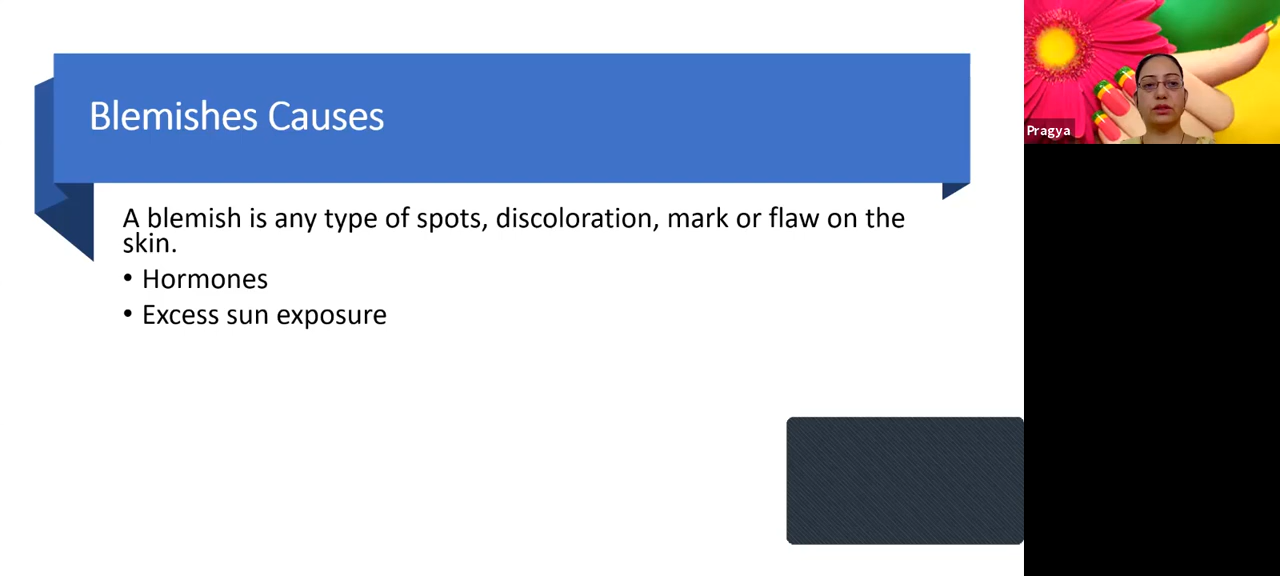 Blemishes Causes
A blemish is any type of spots, discoloration, mark or flaw on the
skin.
• Hormones
• Excess sun exposure
Pragya